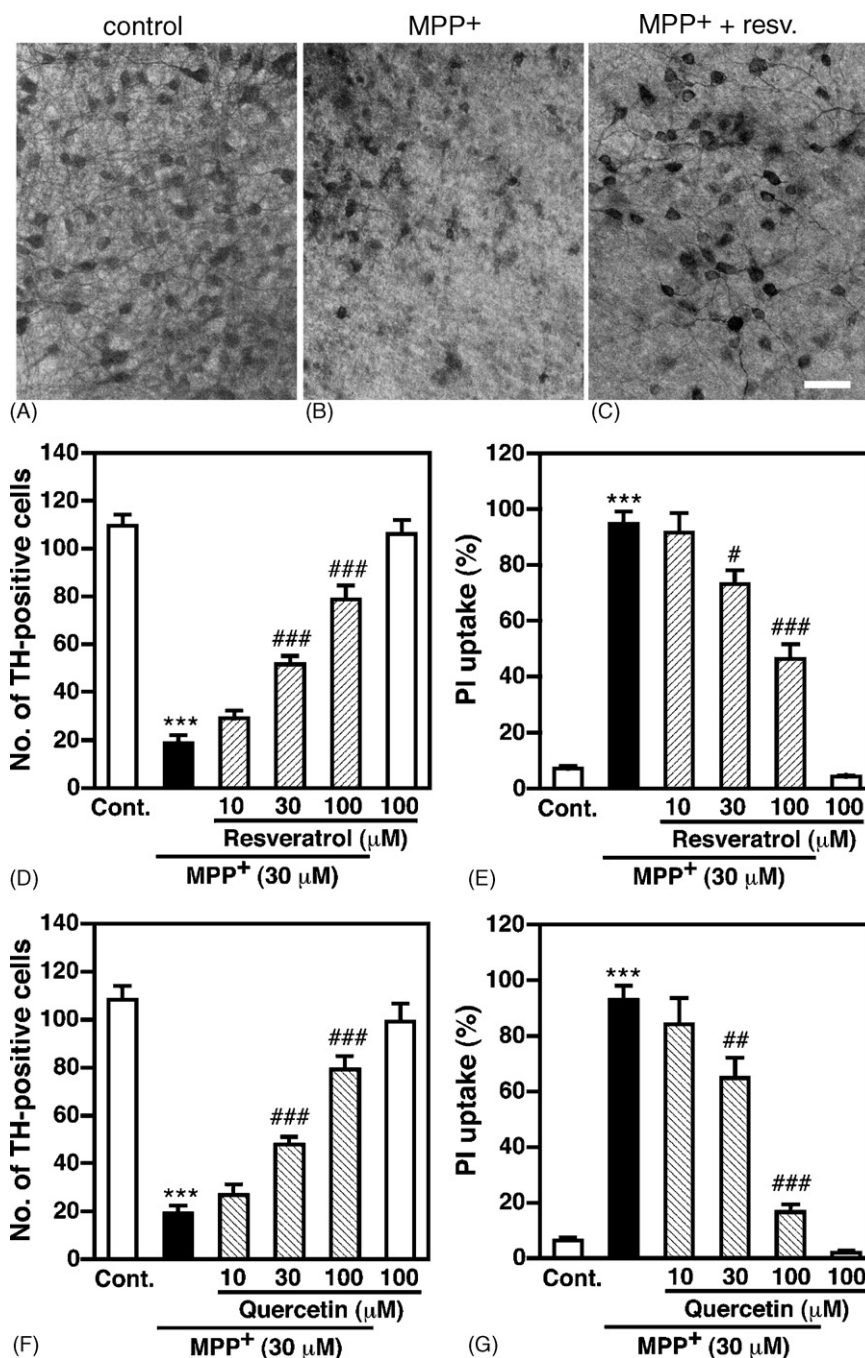 control
MPP+
MPP+ + resv.
(A)
(B)
(C)
No. of TH-positive cells
140
120
100
80
60
40
20
0
***
###
###
Cont.
10
30
100
100
Resveratrol (μM)
MPP+ (30 μM)
(D)
PI uptake (%)
120
100
80
60
40
20
0
***
#
###
Cont.
10
30
100
100
Resveratrol (μM)
MPP+ (30 μM)
(E)
No. of TH-positive cells
140
120
100
80
60
40
20
0
***
###
###
Cont.
10
30
100
100
Quercetin (μM)
MPP+ (30 μM)
(F)
PI uptake (%)
120
100
80
60
40
20
0
***
##
###
Cont.
10
30
100
100
Quercetin (μM)
MPP+ (30 μM)
(G)